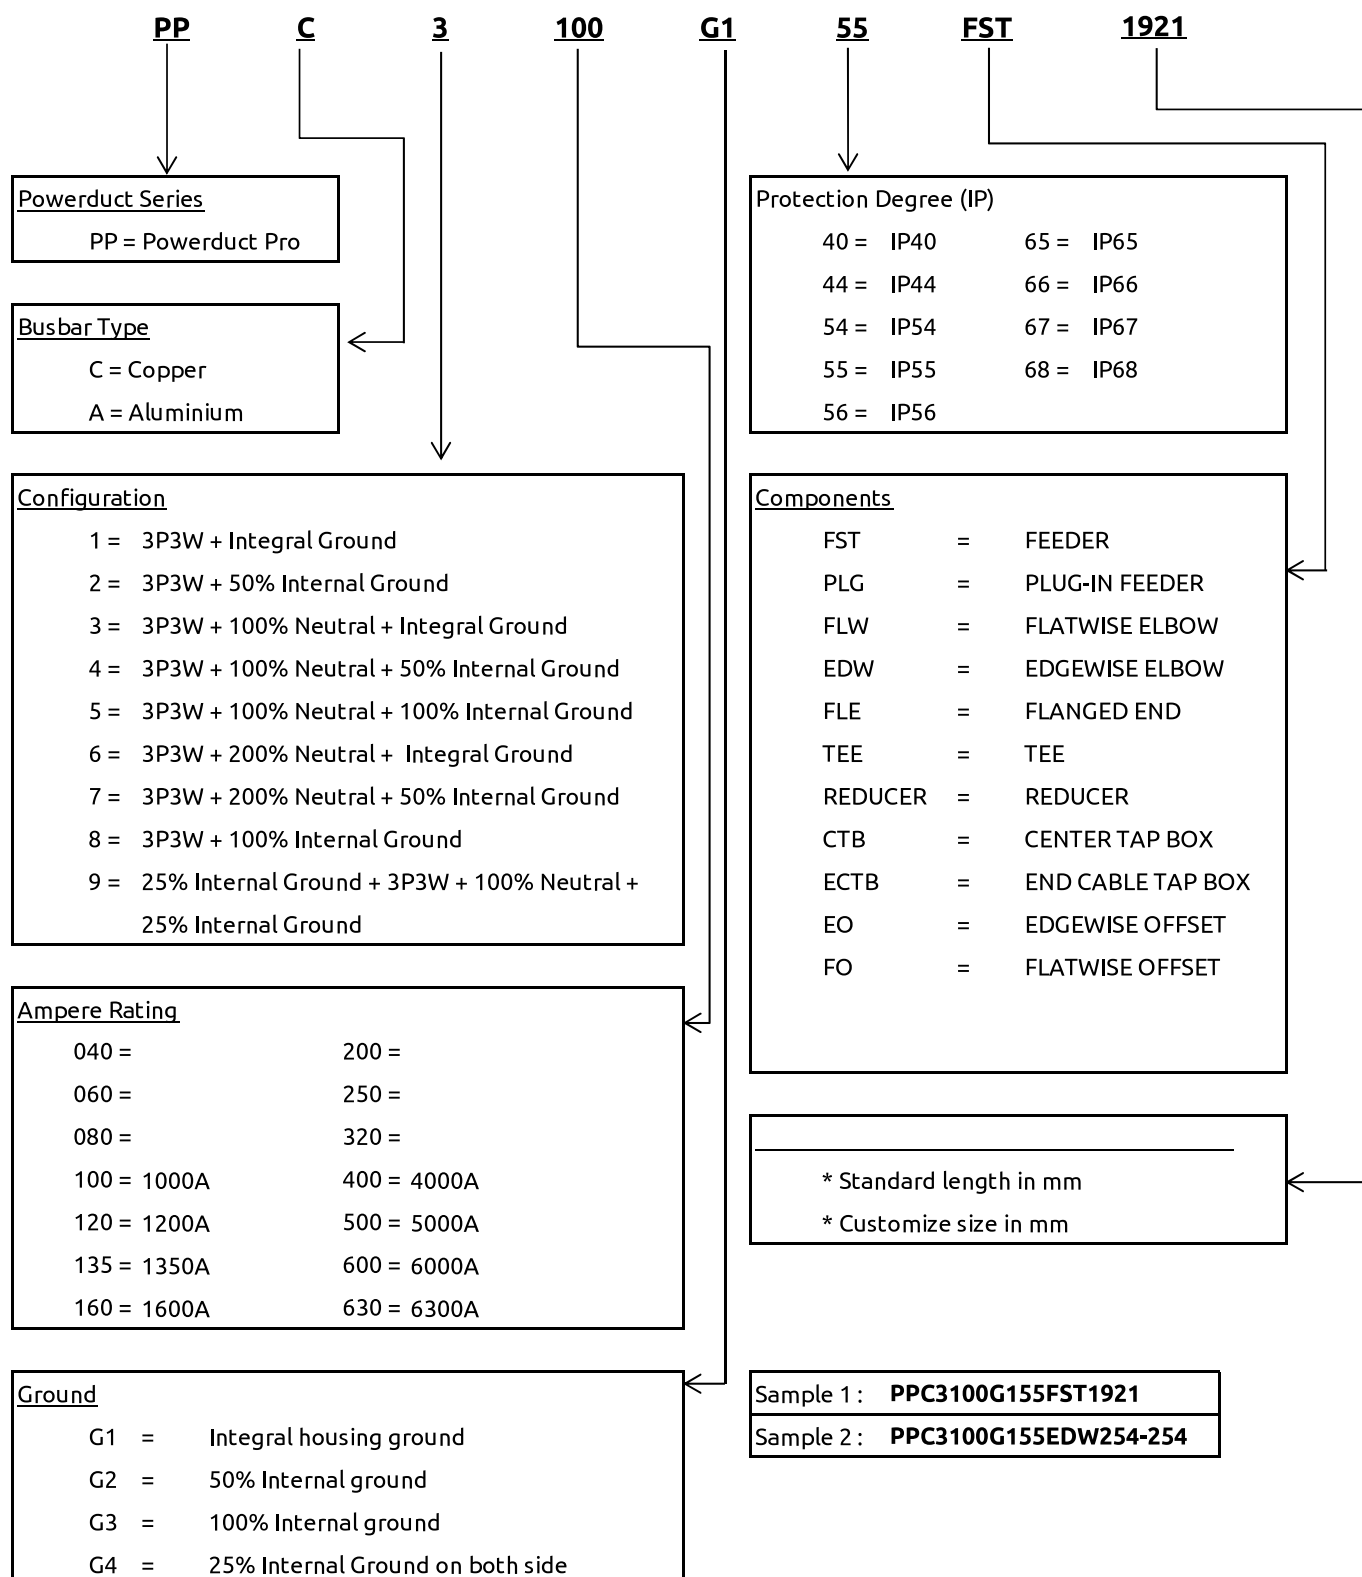 PP C 3 100 G1 55 FST 1921
Powerduct Series
PP = Powerduct Pro
Busbar Type
C = Copper
A = Aluminium
Configuration
1 = 3P3W + Integral Ground
2 = 3P3W + 50% Internal Ground
3 = 3P3W + 100% Neutral + Integral Ground
4 = 3P3W + 100% Neutral + 50% Internal Ground
5 = 3P3W + 100% Neutral + 100% Internal Ground
6 = 3P3W + 200% Neutral + Integral Ground
7 = 3P3W + 200% Neutral + 50% Internal Ground
8 = 3P3W + 100% Internal Ground
9 = 25% Internal Ground + 3P3W + 100% Neutral +
25% Internal Ground
Ampere Rating
040 = 200 =
060 = 250 =
080 = 320 =
100 = 1000A 400 = 4000A
120 = 1200A 500 = 5000A
135 = 1350A 600 = 6000A
160 = 1600A 630 = 6300A
Ground
G1 = Integral housing ground
G2 = 50% Internal ground
G3 = 100% Internal ground
G4 = 25% Internal Ground on both side
Protection Degree (IP)
40 = IP40 65 = IP65
44 = IP44 66 = IP66
54 = IP54 67 = IP67
55 = IP55 68 = IP68
56 = IP56
Components
FST = FEEDER
PLG = PLUG-IN FEEDER
FLW = FLATWISE ELBOW
EDW = EDGEWISE ELBOW
FLE = FLANGED END
TEE = TEE
REDUCER = REDUCER
CTB = CENTER TAP BOX
ECTB = END CABLE TAP BOX
EO = EDGEWISE OFFSET
FO = FLATWISE OFFSET
* Standard length in mm
* Customize size in mm
Sample 1 : PPC3100G155FST1921
Sample 2 : PPC3100G155EDW254-254